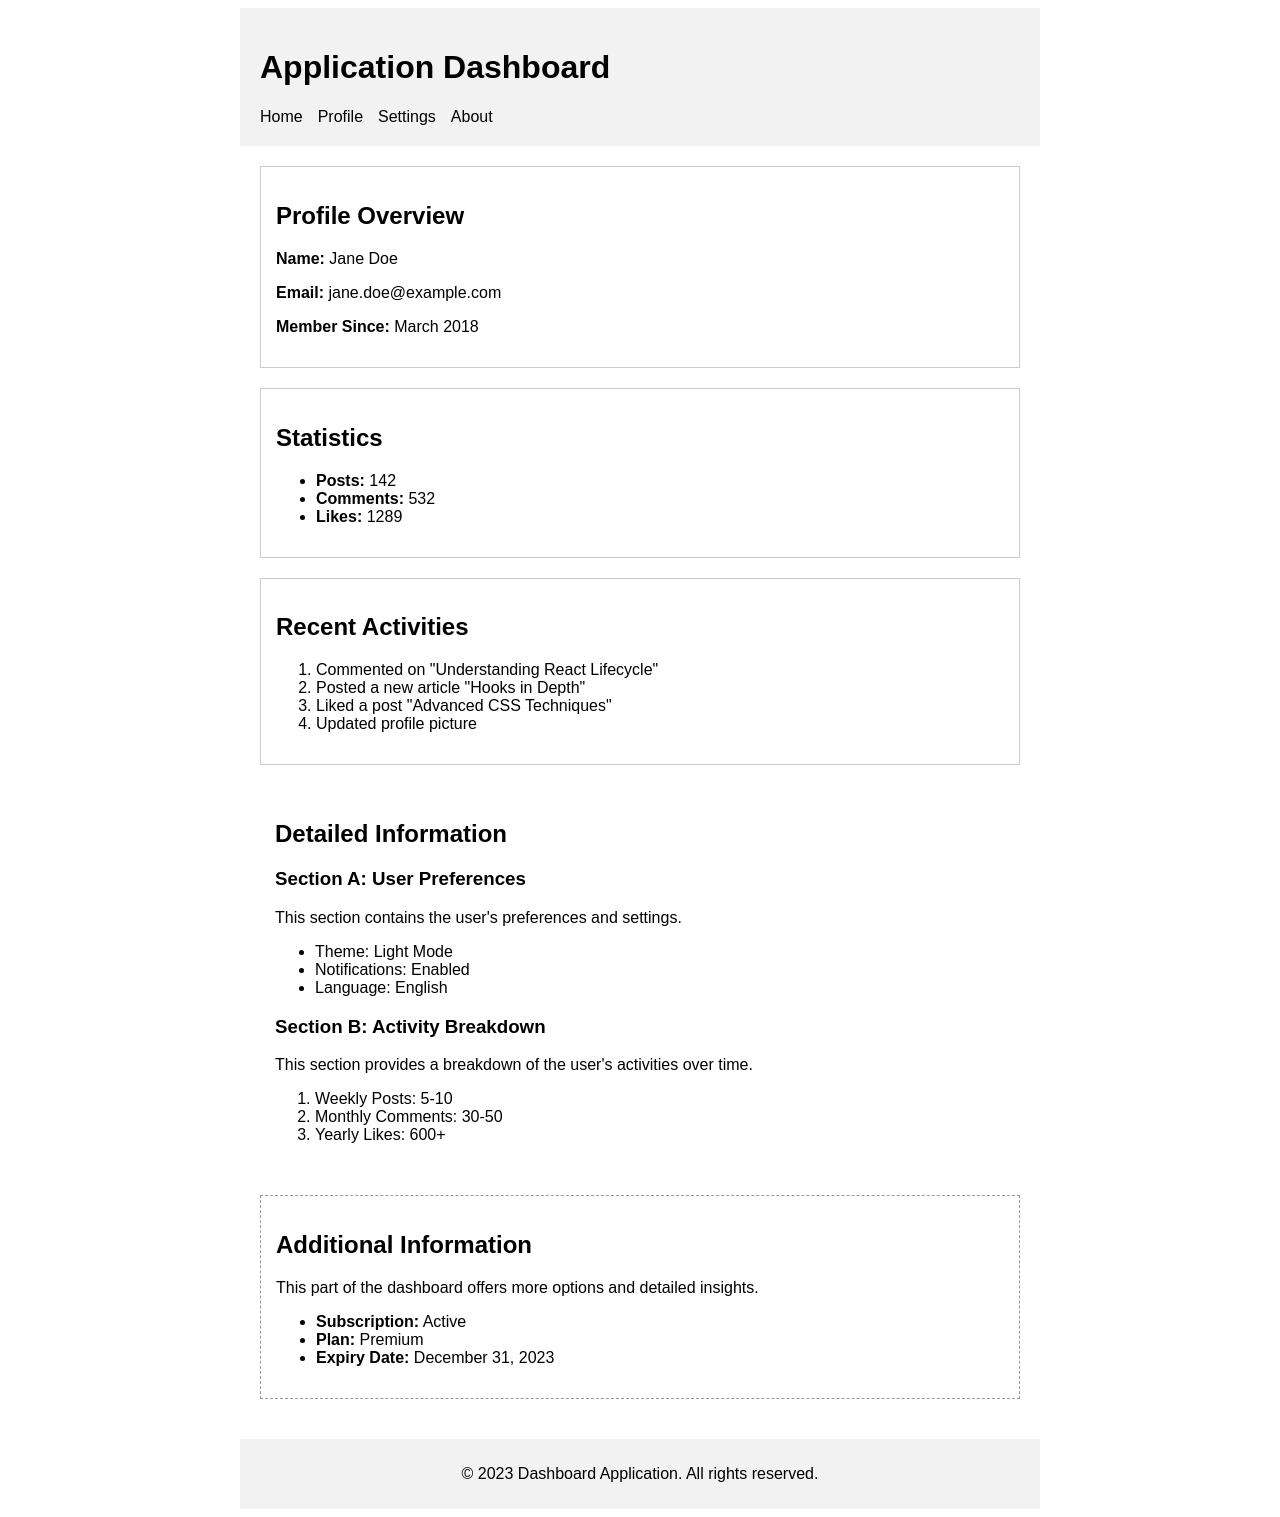 Application Dashboard
Home Profile Settings About
Profile Overview
Name: Jane Doe
Email: jane.doe@example.com
Member Since: March 2018
Statistics
• Posts: 142
• Comments: 532
• Likes: 1289
Recent Activities
1. Commented on "Understanding React Lifecycle"
2. Posted a new article "Hooks in Depth"
3. Liked a post "Advanced CSS Techniques"
4. Updated profile picture
Detailed Information
Section A: User Preferences
This section contains the user's preferences and settings.
• Theme: Light Mode
• Notifications: Enabled
• Language: English
Section B: Activity Breakdown
This section provides a breakdown of the user's activities over time.
1. Weekly Posts: 5-10
2. Monthly Comments: 30-50
3. Yearly Likes: 600+
Additional Information
This part of the dashboard offers more options and detailed insights.
• Subscription: Active
• Plan: Premium
• Expiry Date: December 31, 2023
© 2023 Dashboard Application. All rights reserved.